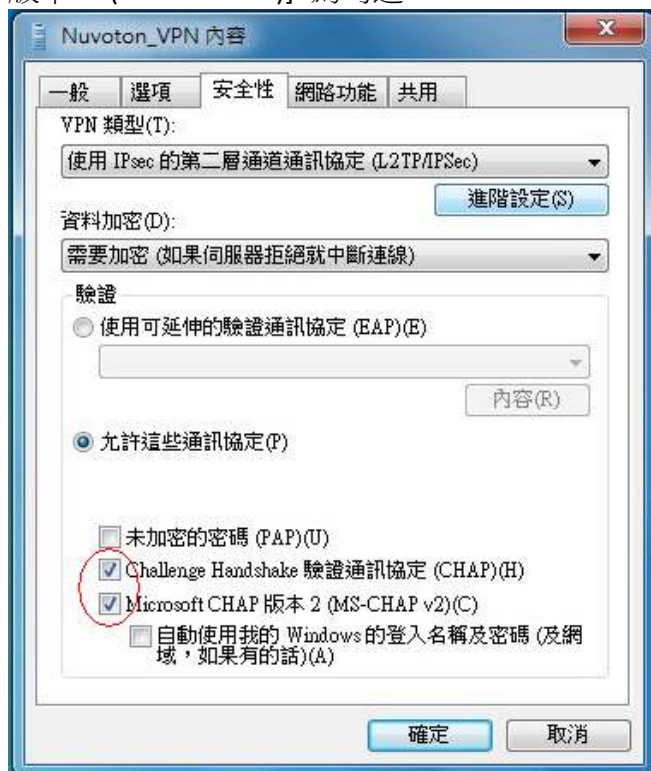 Nuvoton_VPN 內容
一般 選項 安全性 網路功能 共用
VPN 類型(T):
使用 IPsec 的第二層通道通訊協定 (L2TP/IPSec)
進階設定(S)
資料加密(D):
需要加密 (如果伺服器拒絕就中斷連線)
驗證
使用可延伸的驗證通訊協定 (EAP)(E)
內容(R)
允許這些通訊協定(P)
未加密的密碼 (PAP)(U)
Challenge Handshake 驗證通訊協定 (CHAP)(H)
Microsoft CHAP 版本 2 (MS-CHAP v2)(C)
自動使用我的 Windows 的登入名稱及密碼 (及網
域，如果有的話)(A)
確定 取消